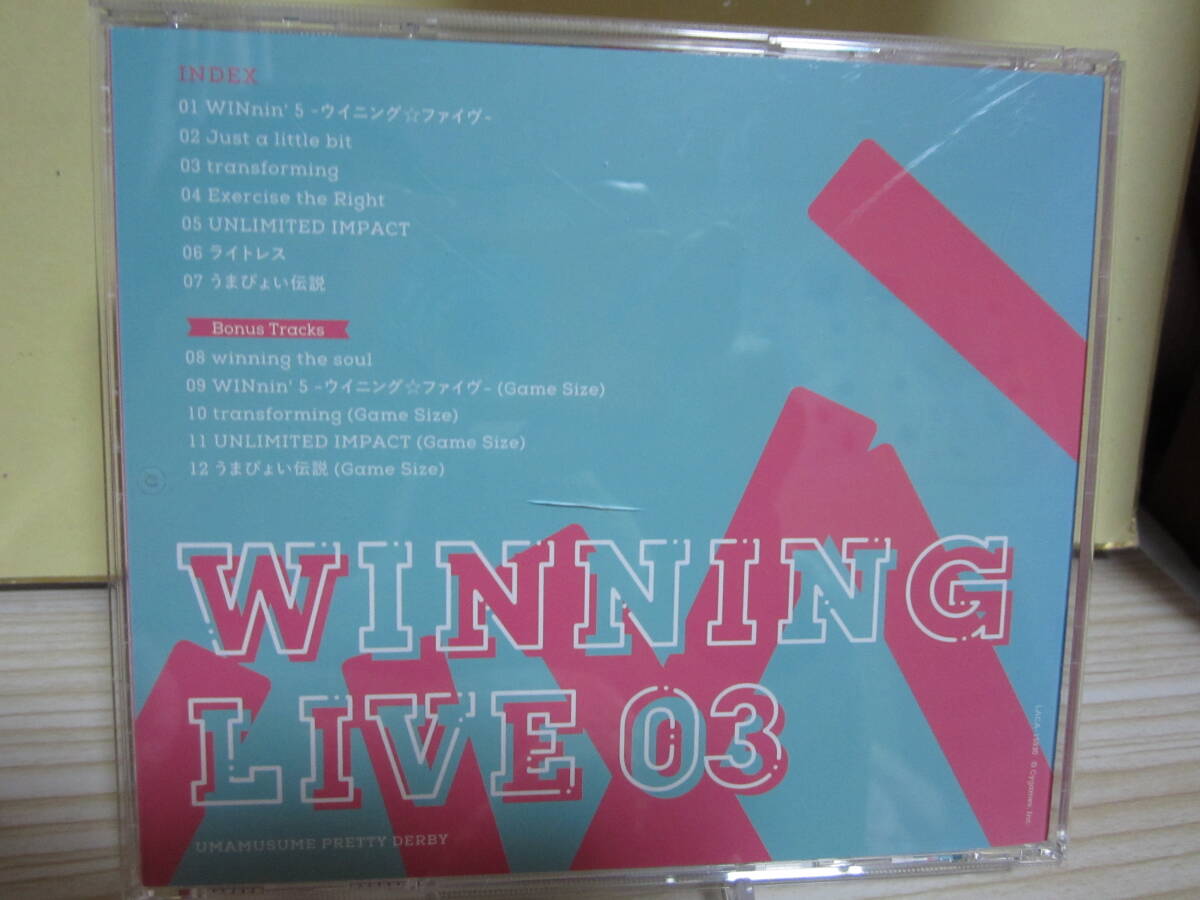 INDEX
01 WINnin' 5 -ウイニング☆ファイヴ-
02 Just a little bit
03 transforming
04 Exercise the Right
05 UNLIMITED IMPACT
06 ライトレス
07 うまぴょい伝説
Bonus Tracks
08 winning the soul
09 WINnin' 5 -ウイニング☆ファイヴ- (Game Size)
10 transforming (Game Size)
11 UNLIMITED IMPACT (Game Size)
12 うまぴょい伝説 (Game Size)
WINNING
LIVE 03
UMAMUSUME PRETTY DERBY
© Cygames, Inc.